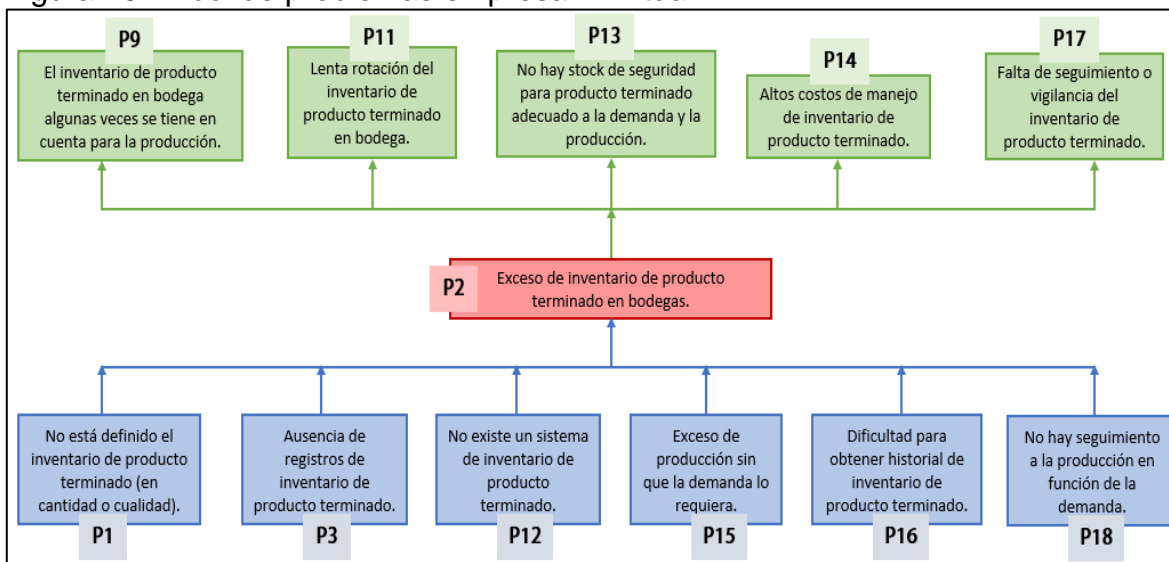 P9
El inventario de producto
terminado en bodega
algunas veces se tiene en
cuenta para la producción.
P11
Lenta rotación del
inventario de
producto terminado
en bodega.
P13
No hay stock de seguridad
para producto terminado
adecuado a la demanda y la
producción.
P14
Altos costos de manejo
de inventario de
producto terminado.
P17
Falta de seguimiento o
vigilancia del
inventario de
producto terminado.
P2
Exceso de inventario de producto
terminado en bodegas.
No está definido el
inventario de producto
terminado (en
cantidad o cualidad).
P1
Ausencia de
registros de
inventario de
producto terminado.
P3
No existe un sistema
de inventario de
producto
terminado.
P12
Exceso de
producción sin
que la demanda lo
requiera.
P15
Dificultad para
obtener historial de
inventario de
producto terminado.
P16
No hay seguimiento
a la producción en
función de la
demanda.
P18